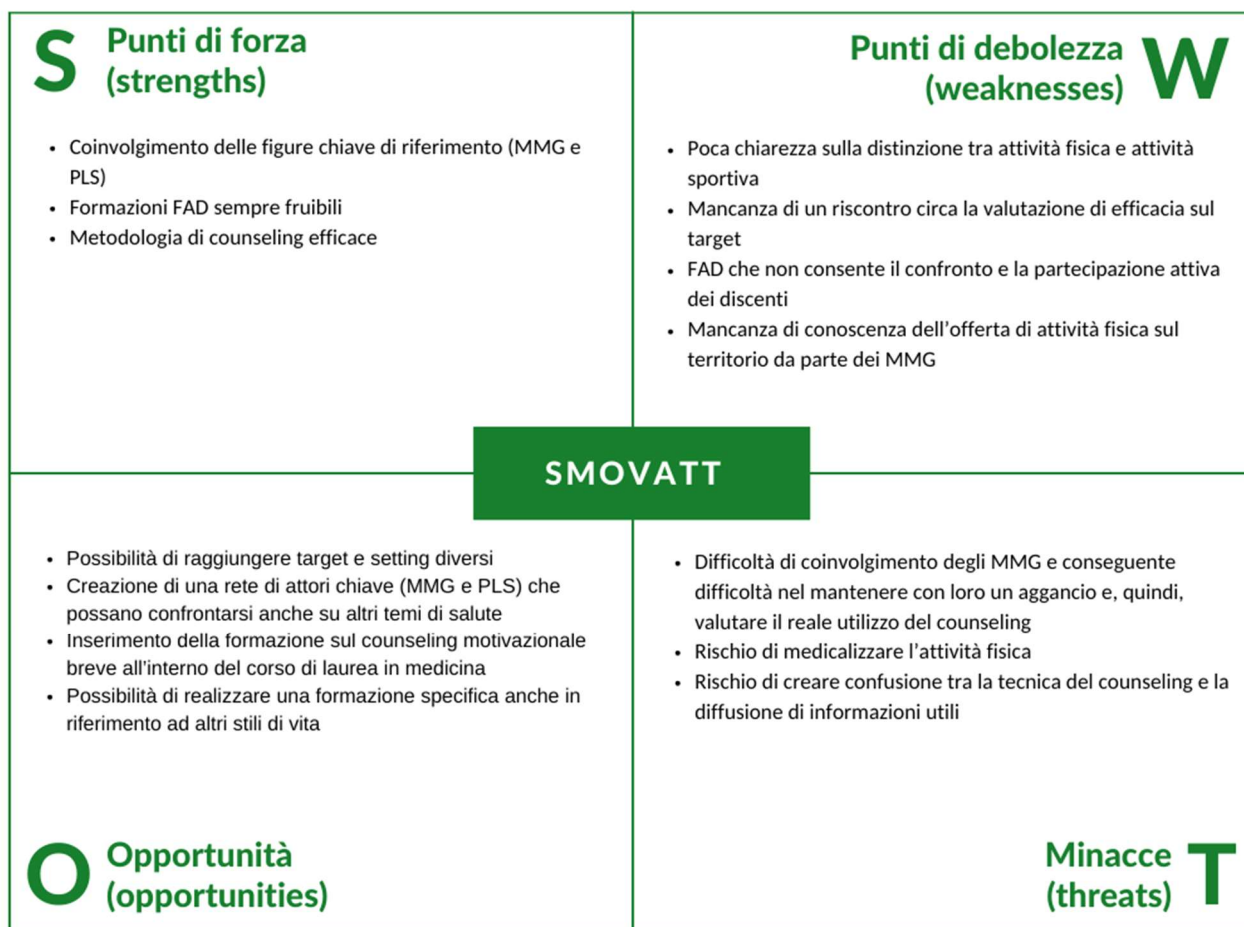 S
Punti di forza
(strengths)
• Coinvolgimento delle figure chiave di riferimento (MMG e
PLS)
• Formazioni FAD sempre fruibili
• Metodologia di counseling efficace
Punti di debolezza
(weaknesses)
W
• Poca chiarezza sulla distinzione tra attività fisica e attività
sportiva
• Mancanza di un riscontro circa la valutazione di efficacia sul
target
• FAD che non consente il confronto e la partecipazione attiva
dei discenti
• Mancanza di conoscenza dell’offerta di attività fisica sul
territorio da parte dei MMG
SMOVATT
• Possibilità di raggiungere target e setting diversi
• Creazione di una rete di attori chiave (MMG e PLS) che
possano confrontarsi anche su altri temi di salute
• Inserimento della formazione sul counseling motivazionale
breve all’interno del corso di laurea in medicina
• Possibilità di realizzare una formazione specifica anche in
riferimento ad altri stili di vita
O
Opportunità
(opportunities)
• Difficoltà di coinvolgimento degli MMG e conseguente
difficoltà nel mantenere con loro un aggancio e, quindi,
valutare il reale utilizzo del counseling
• Rischio di medicalizzare l’attività fisica
• Rischio di creare confusione tra la tecnica del counseling e la
diffusione di informazioni utili
Minacce
(threats)
T